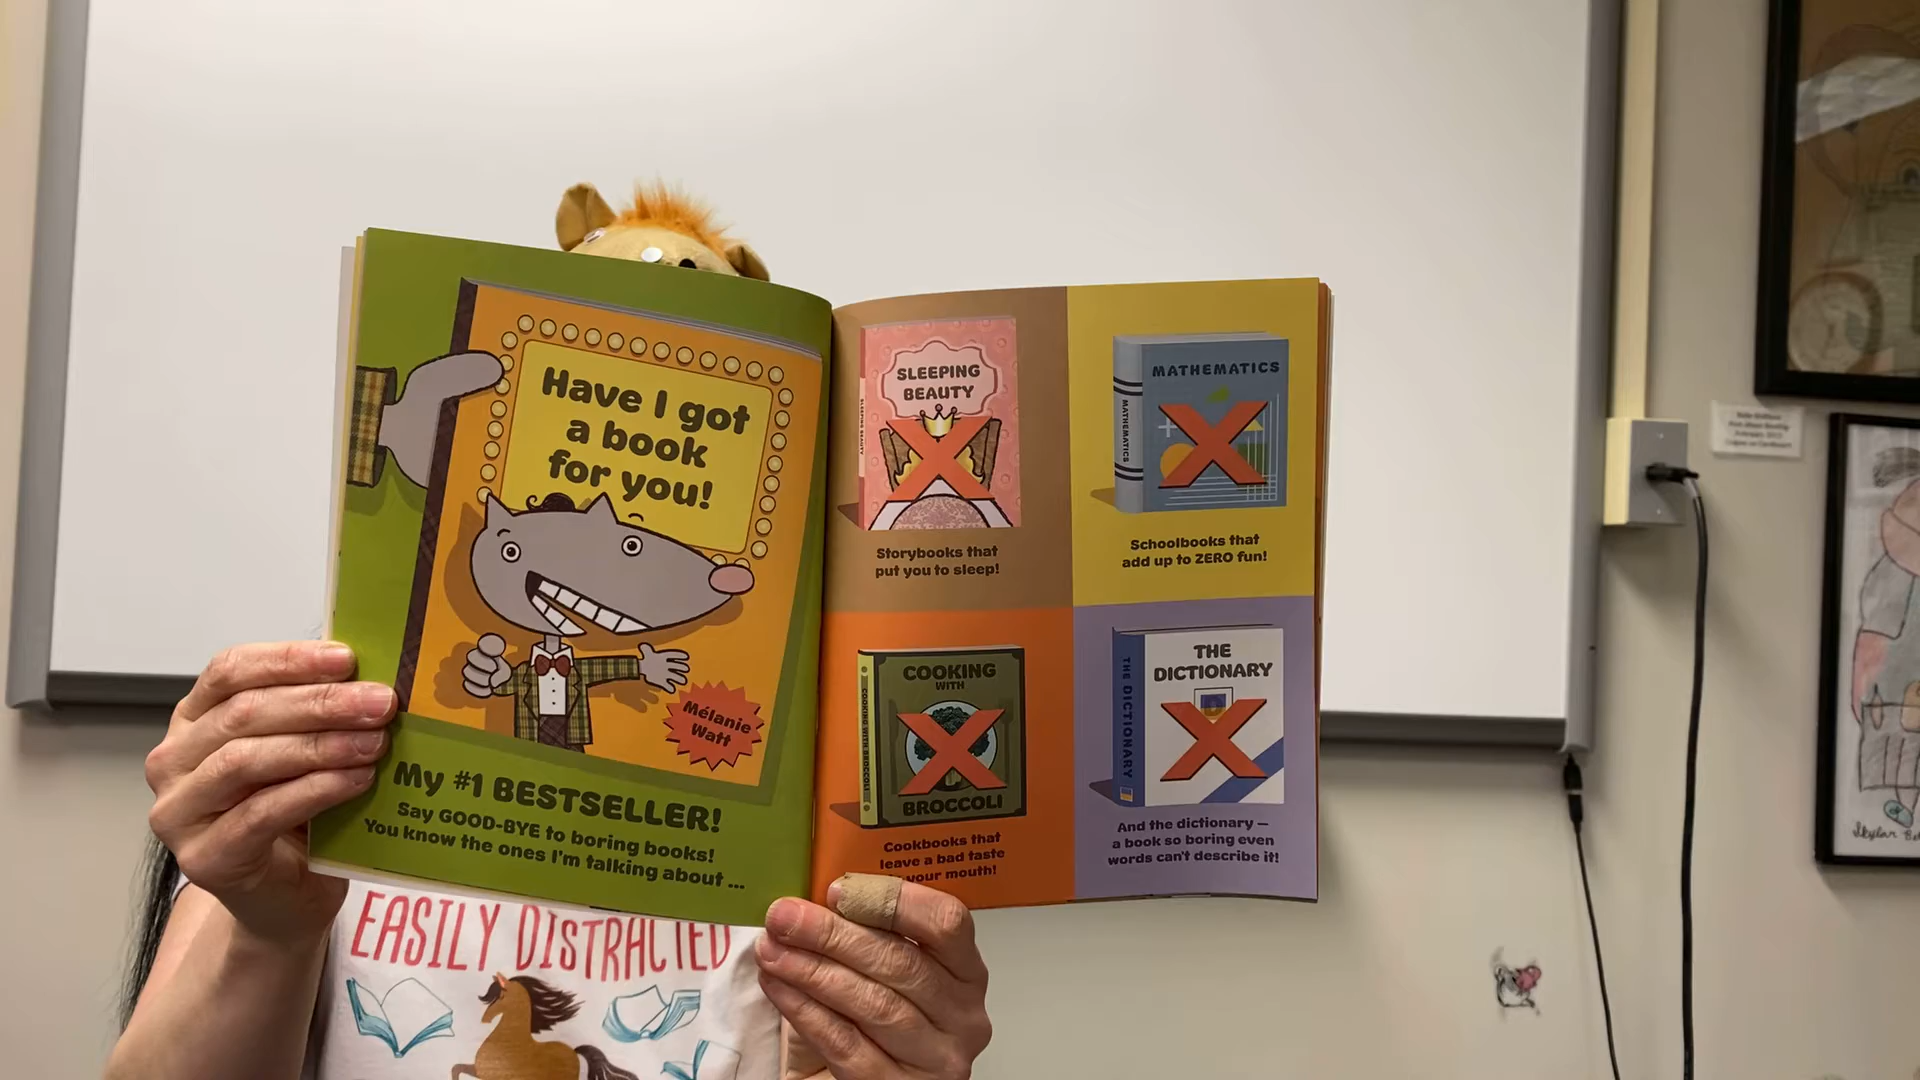 Have I got
a book
for you!
Mélanie
Watt
My #1 BESTSELLER!
Say GOOD-BYE to boring books!
You know the ones I'm talking about ...
SLEEPING
BEAUTY
SLEEPING BEAUTY
Storybooks that
put you to sleep!
MATHEMATICS
MATHEMATICS
Schoolbooks that
add up to ZERO fun!
COOKING
WITH
BROCCOLI
COOKING WITH BROCCOLI
Cookbooks that
leave a bad taste
your mouth!
THE
DICTIONARY
THE DICTIONARY
And the dictionary —
a book so boring even
words can't describe it!
EASILY DISTRACTED
Skylar